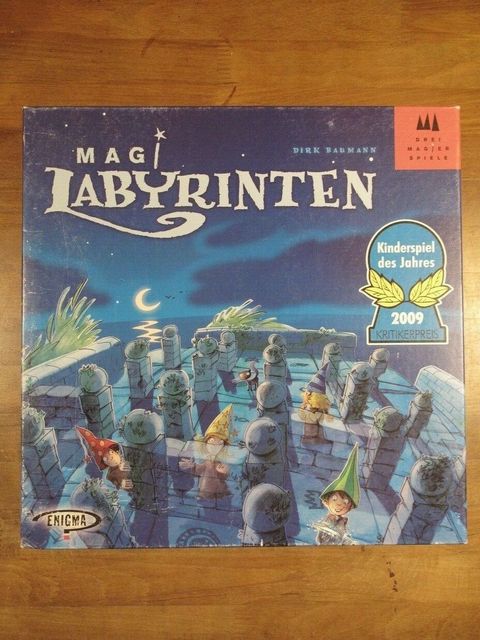 DREI
MAGIER
SPIELE
DIRK BAUMANN
MAGI
LABYRINTEN
Kinderspiel
des Jahres
2009
KRITIKERPREIS
ENIGMA